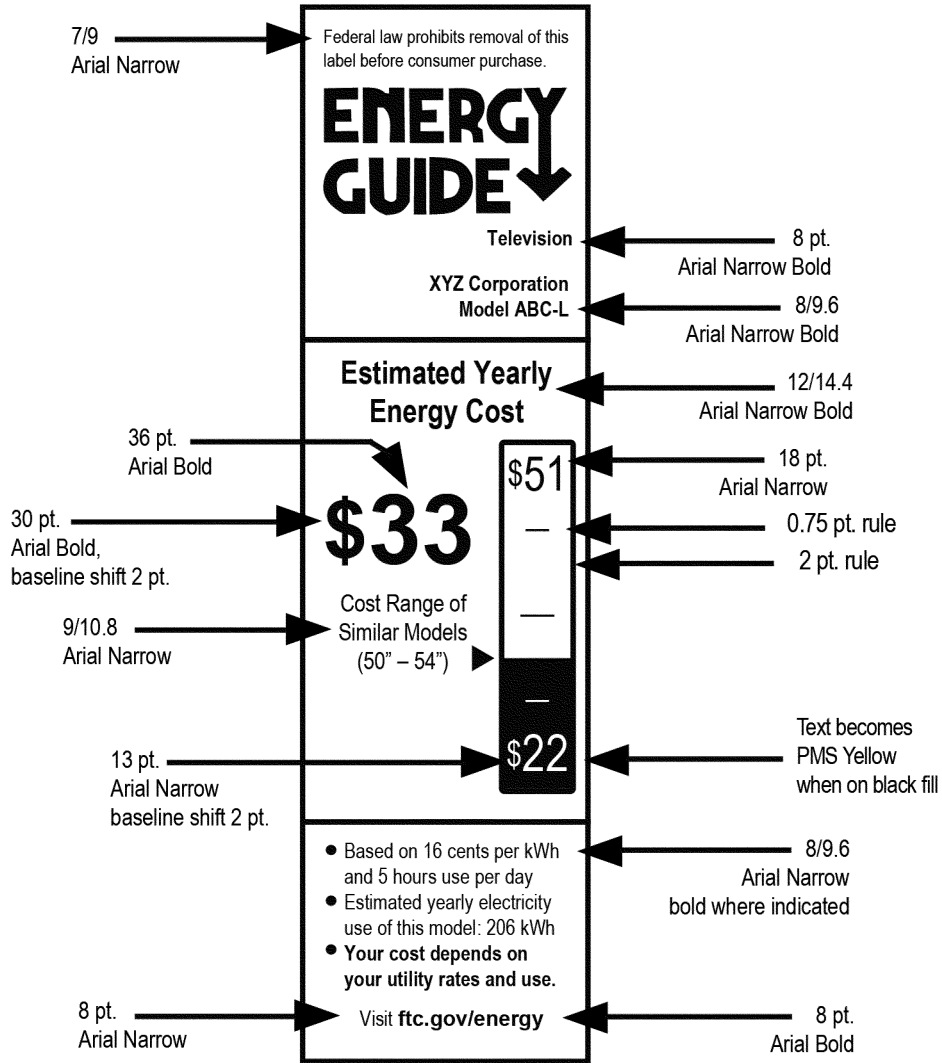 7/9
Arial Narrow
Federal law prohibits removal of this
label before consumer purchase.
ENERGY
GUIDE
Television
8 pt.
Arial Narrow Bold
XYZ Corporation
Model ABC-L
8/9.6
Arial Narrow Bold
Estimated Yearly
Energy Cost
12/14.4
Arial Narrow Bold
36 pt.
Arial Bold
$51
18 pt.
Arial Narrow
30 pt.
Arial Bold,
baseline shift 2 pt.
$33
0.75 pt. rule
2 pt. rule
9/10.8
Arial Narrow
Cost Range of
Similar Models
(50” – 54”)
13 pt.
Arial Narrow
baseline shift 2 pt.
$22
Text becomes
PMS Yellow
when on black fill
● Based on 16 cents per kWh
and 5 hours use per day
● Estimated yearly electricity
use of this model: 206 kWh
● Your cost depends on
your utility rates and use.
8/9.6
Arial Narrow
bold where indicated
8 pt.
Arial Narrow
Visit ftc.gov/energy
8 pt.
Arial Bold